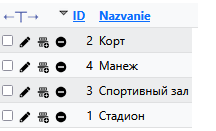 ←T→ ID Nazvanie
2 Корт
4 Манеж
3 Спортивный зал
1 Стадион